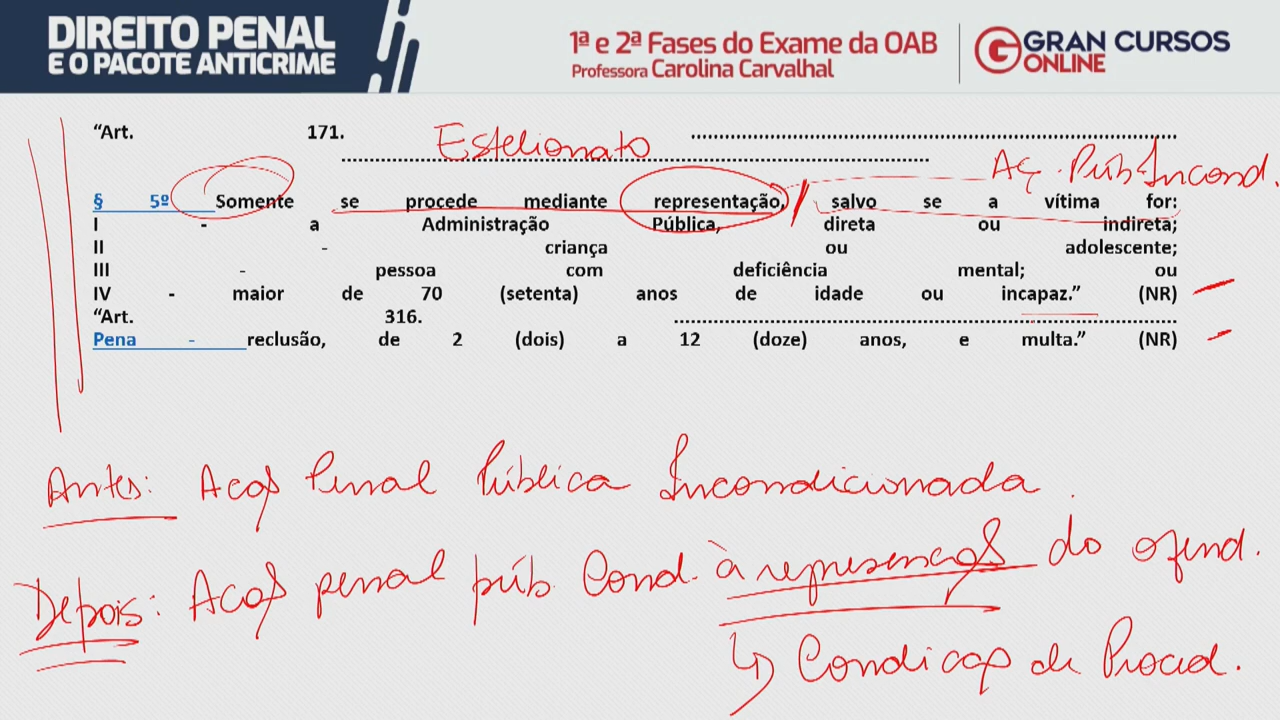 DIREITO PENAL
E O PACOTE ANTICRIME
1ª e 2ª Fases do Exame da OAB
Professora Carolina Carvalhal
G GRAN CURSOS
ONLINE
“Art. 171. Estelionato ................................................................
................................................................
Aç. Púb. Incond.
§ 5º Somente se procede mediante representação, salvo se a vítima for:
I - a Administração Pública, direta ou indireta;
II - criança ou adolescente;
III - pessoa com deficiência mental; ou
IV - maior de 70 (setenta) anos de idade ou incapaz.” (NR)
“Art. 316. ................................................................
Pena - reclusão, de 2 (dois) a 12 (doze) anos, e multa.” (NR)
Antes: Ação Penal Pública Incondicionada.
Depois: Ação penal púb. Cond. à representação do ofend.
↳ Condição de Proced.